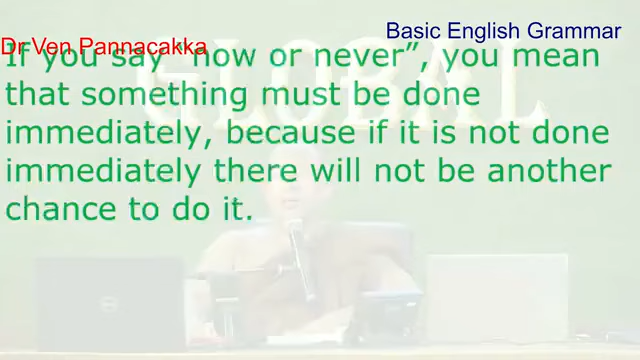 Basic English Grammar
Dr Ven Pannacakka
If you say “now or never”, you mean
that something must be done
immediately, because if it is not done
immediately there will not be another
chance to do it.
GLOBAL